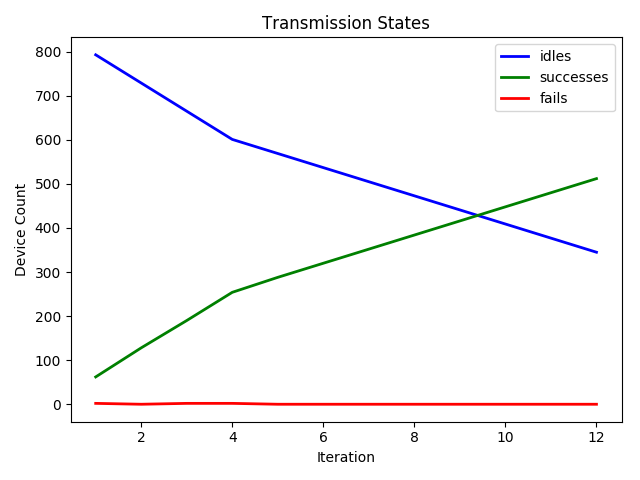 Transmission States
idles
successes
fails
800
700
600
500
400
300
200
100
0
Device Count
2 4 6 8 10 12
Iteration